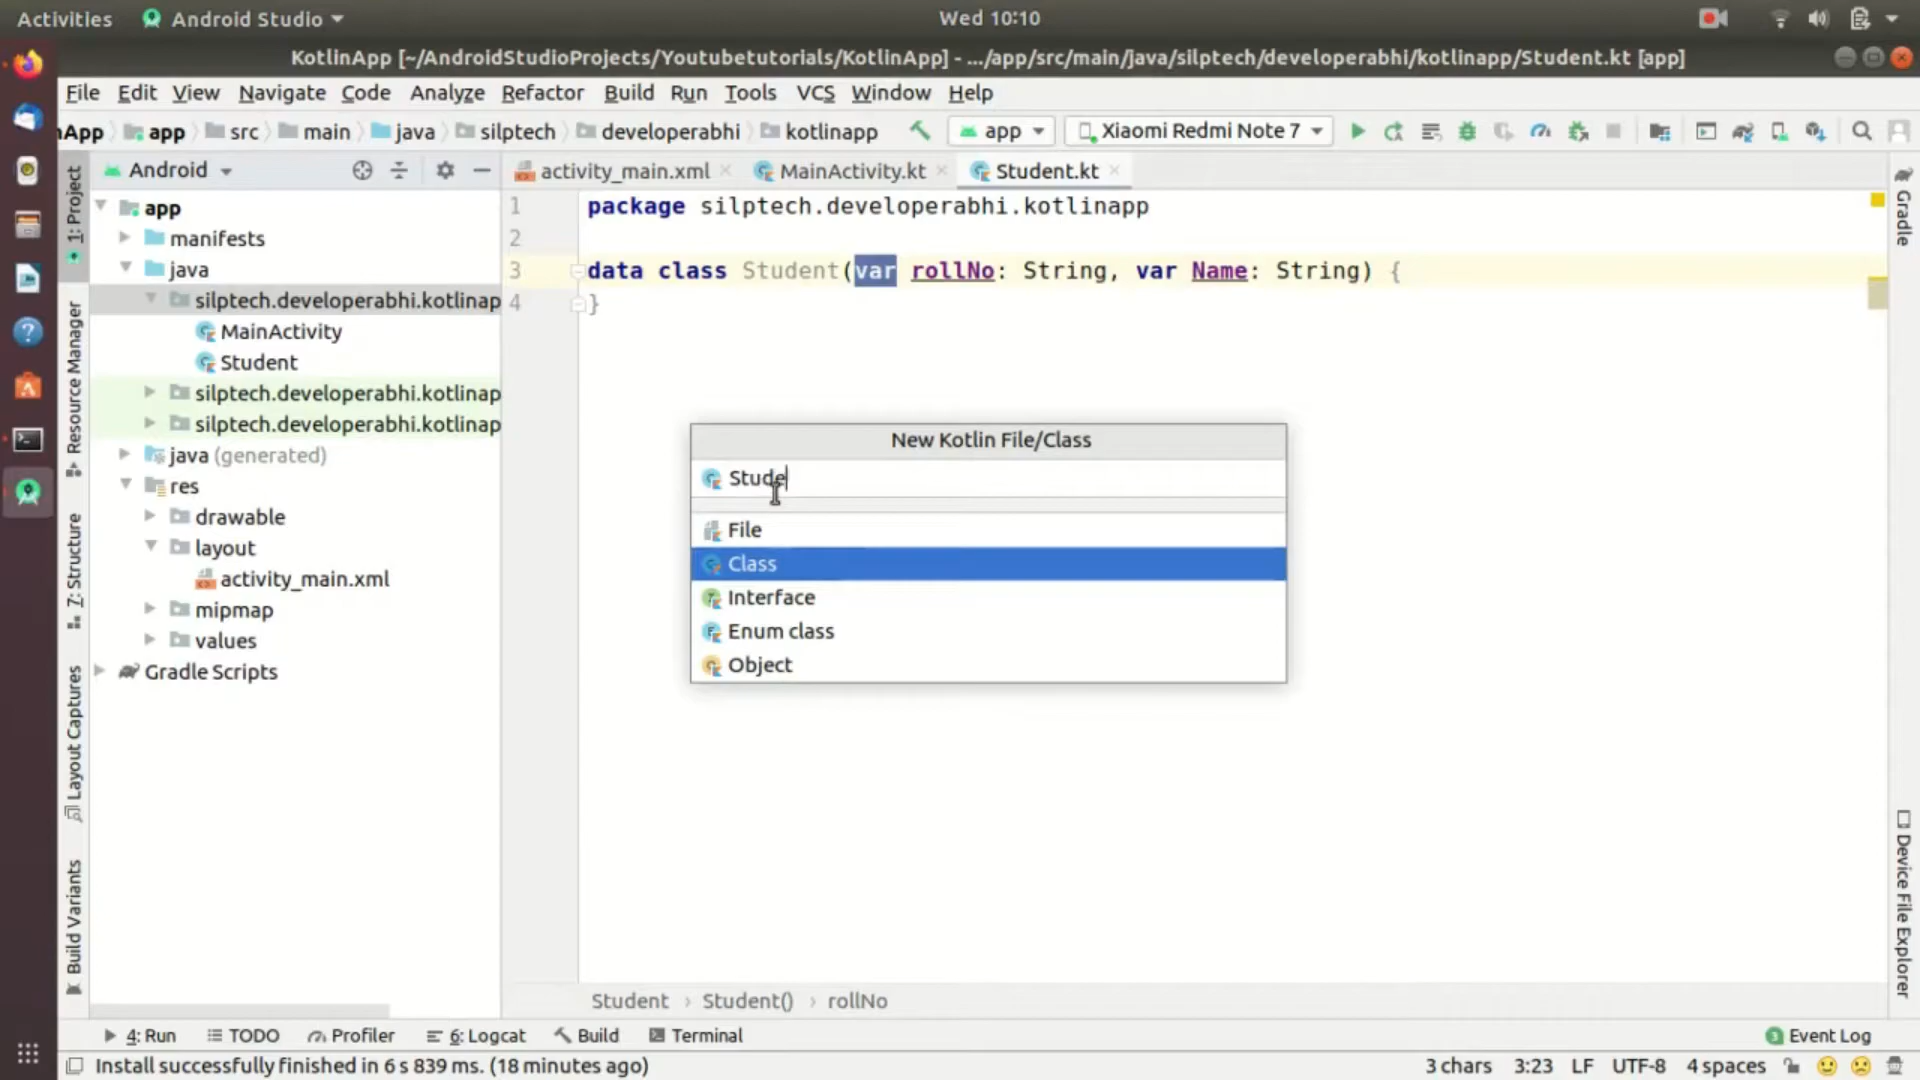 Activities Android Studio Wed 10:10
KotlinApp [~/AndroidStudioProjects/Youtubetutorials/KotlinApp] - .../app/src/main/java/silptech/developerabhi/kotlinapp/Student.kt [app]
File Edit View Navigate Code Analyze Refactor Build Run Tools VCS Window Help
nApp app src main java silptech developerabhi kotlinapp app Xiaomi Redmi Note 7
Android
activity_main.xml MainActivity.kt Student.kt
app
manifests
java
silptech.developerabhi.kotlinap
MainActivity
Student
silptech.developerabhi.kotlinap
silptech.developerabhi.kotlinap
java (generated)
res
drawable
layout
activity_main.xml
mipmap
values
Gradle Scripts
1: Project
Resource Manager
Z: Structure
Layout Captures
Build Variants
1 package silptech.developerabhi.kotlinapp
2
3 data class Student(var rollNo: String, var Name: String) {
4 }
New Kotlin File/Class
Stude
File
Class
Interface
Enum class
Object
Gradle
Device File Explorer
Student > Student() > rollNo
4: Run TODO Profiler 6: Logcat Build Terminal 3 Event Log
Install successfully finished in 6 s 839 ms. (18 minutes ago) 3 chars 3:23 LF UTF-8 4 spaces